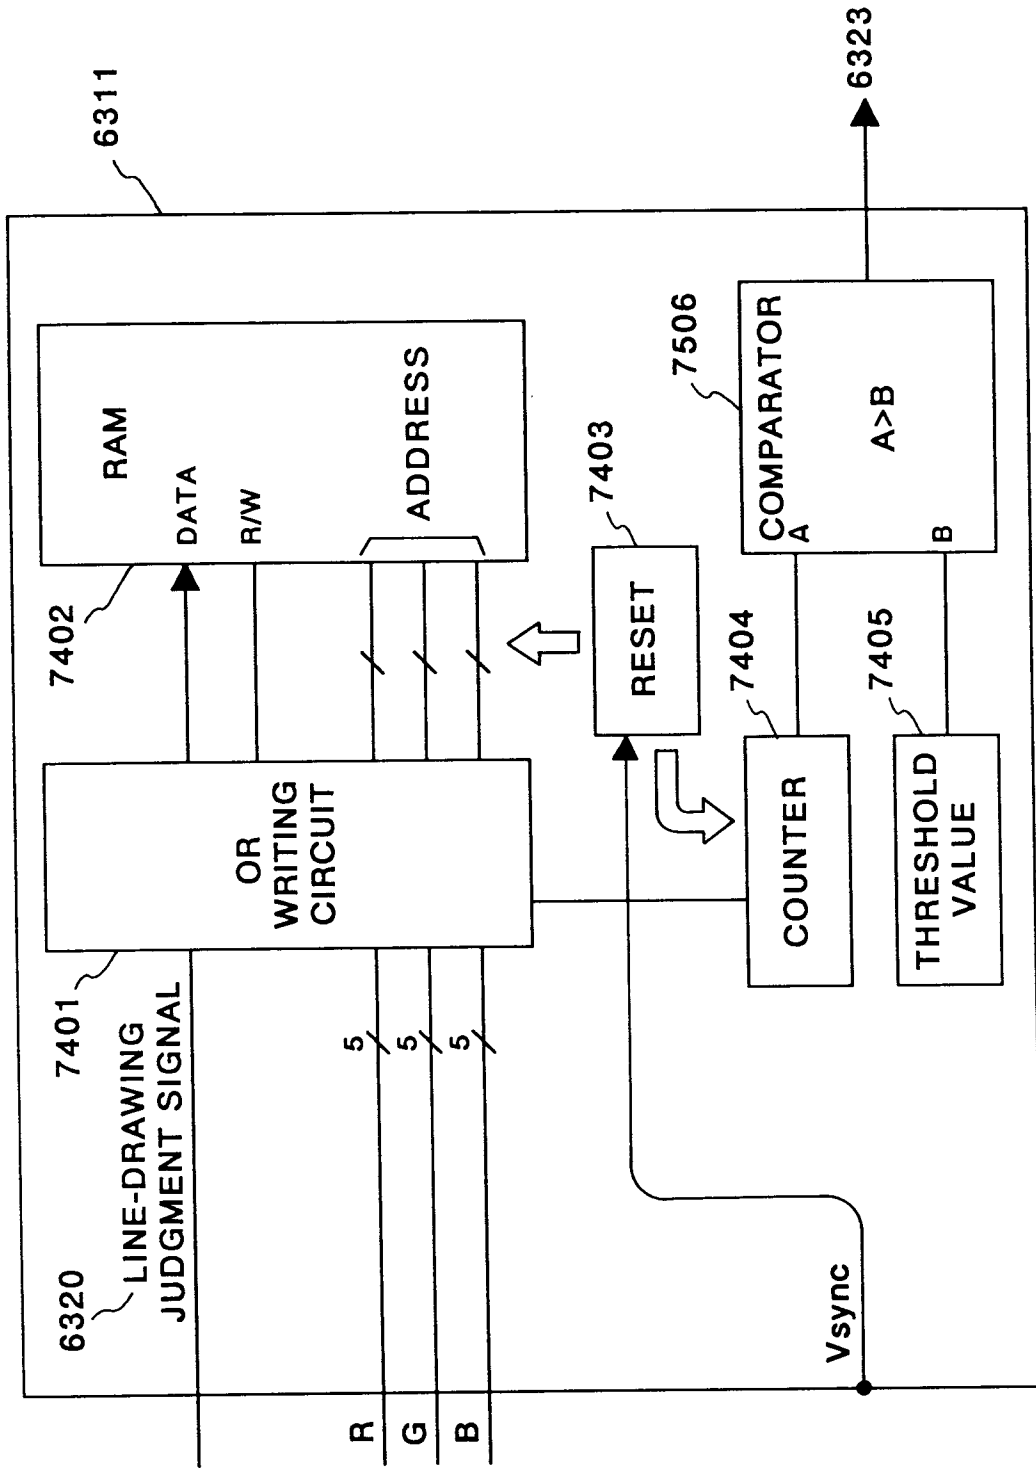 6311
RAM
7402
DATA
R/W
ADDRESS
7401
OR
WRITING
CIRCUIT
6320
LINE-DRAWING
JUDGMENT SIGNAL
R
G
B
5
5
5
7403
RESET
7404
COUNTER
7405
THRESHOLD
VALUE
7506
COMPARATOR
A
A>B
B
6323
Vsync